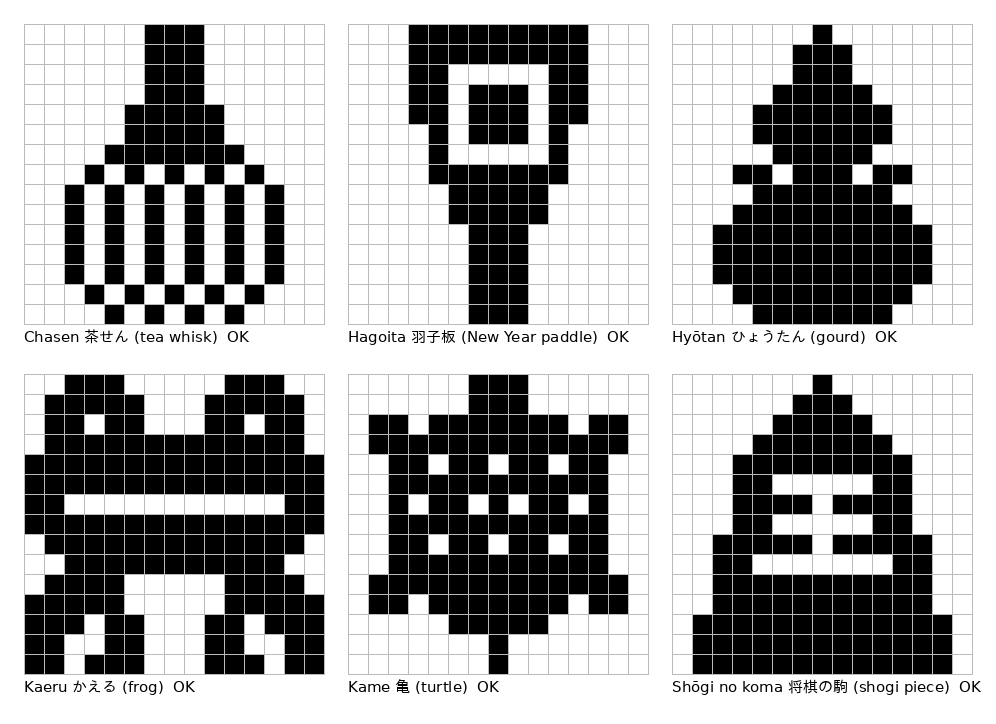 Chasen 茶せん (tea whisk)  OK
Hagoita 羽子板 (New Year paddle)  OK
Hyōtan ひょうたん (gourd)  OK
Kaeru かえる (frog)  OK
Kame 亀 (turtle)  OK
Shōgi no koma 将棋の駒 (shogi piece)  OK